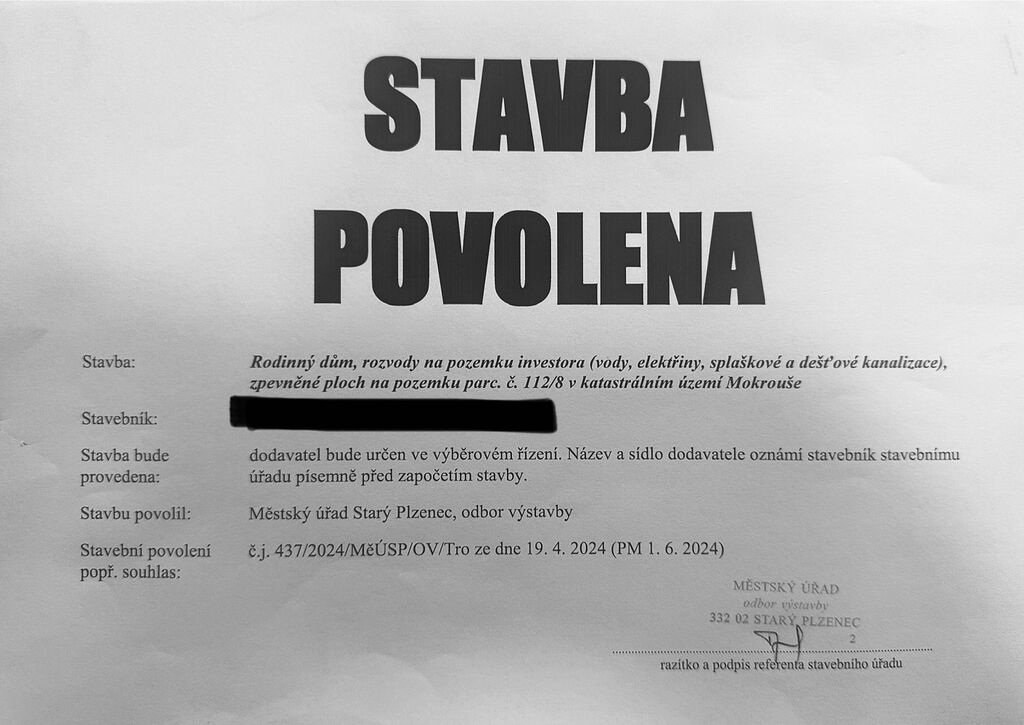 STAVBA
POVOLENA
Stavba: Rodinný dům, rozvody na pozemku investora (vody, elektřiny, splaškové a dešťové kanalizace),
zpevněné ploch na pozemku parc. č. 112/8 v katastrálním území Mokrouše
Stavebník:
Stavba bude dodavatel bude určen ve výběrovém řízení. Název a sídlo dodavatele oznámí stavebník stavebnímu
provedena: úřadu písemně před započetím stavby.
Stavbu povolil: Městský úřad Starý Plzenec, odbor výstavby
Stavební povolení č.j. 437/2024/MěÚSP/OV/Tro ze dne 19. 4. 2024 (PM 1. 6. 2024)
popř. souhlas:
MĚSTSKÝ ÚŘAD
odbor výstavby
332 02 STARÝ PLZENEC
2
razítko a podpis referenta stavebního úřadu